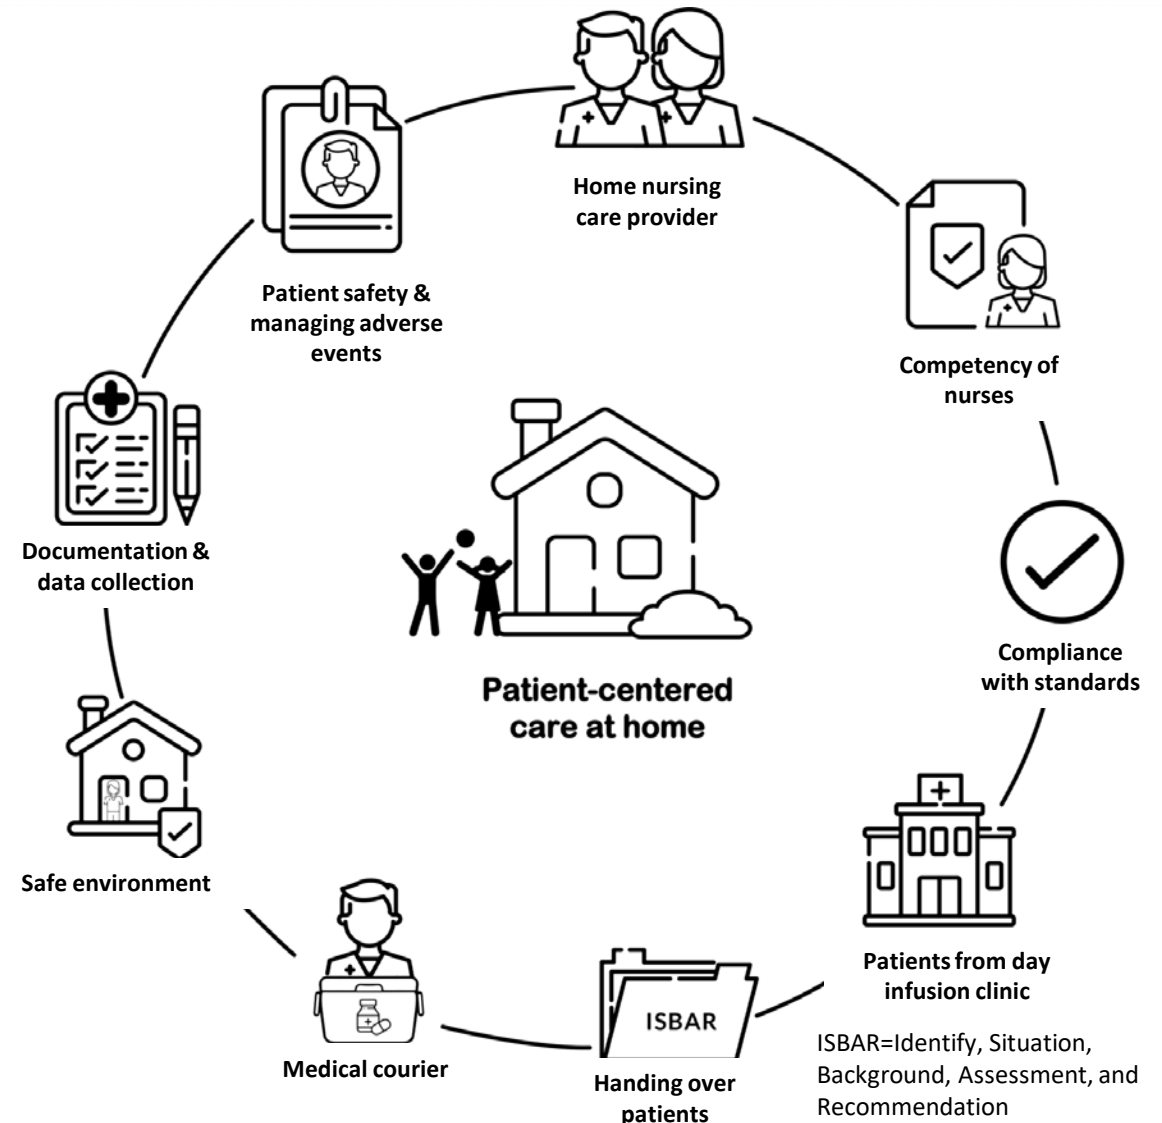 Home nursing
care provider
Patient safety &
managing adverse
events
Competency of
nurses
Documentation &
data collection
Compliance
with standards
Patient-centered
care at home
Safe environment
Patients from day
infusion clinic
ISBAR
Medical courier
Handing over
patients
ISBAR=Identify, Situation,
Background, Assessment, and
Recommendation